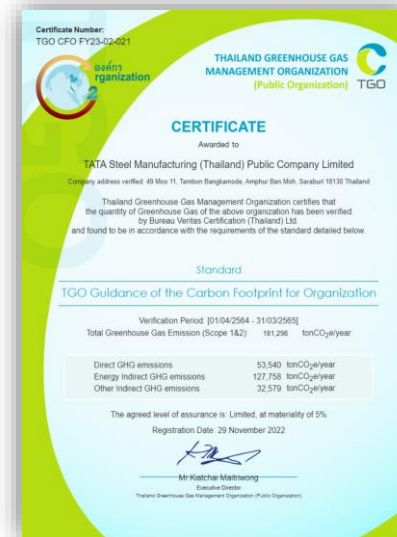 Certificate Number:
TGO CFO FY23-02-021
องค์กร
rganization
2
THAILAND GREENHOUSE GAS
MANAGEMENT ORGANIZATION
(Public Organization)
TGO
CERTIFICATE
Awarded to
TATA Steel Manufacturing (Thailand) Public Company Limited
Company address verified: 49 Moo 11, Tambon Bangkamode, Amphur Ban Moh, Saraburi 18130 Thailand
Thailand Greenhouse Gas Management Organization certifies that
the quantity of Greenhouse Gas of the above organization has been verified
by Bureau Veritas Certification (Thailand) Ltd.
and found to be in accordance with the requirements of the standard detailed below.
Standard
TGO Guidance of the Carbon Footprint for Organization
Verification Period: [01/04/2564 - 31/03/2565]
Total Greenhouse Gas Emission (Scope 1&2): 181,298 tonCO2e/year
Direct GHG emissions 53,540 tonCO2e/year
Energy Indirect GHG emissions 127,758 tonCO2e/year
Other Indirect GHG emissions 32,579 tonCO2e/year
The agreed level of assurance is: Limited, at materiality of 5%
Registration Date: 29 November 2022
Mr.Kiatchai Maitriwong
Executive Director
Thailand Greenhouse Gas Management Organization (Public Organization)